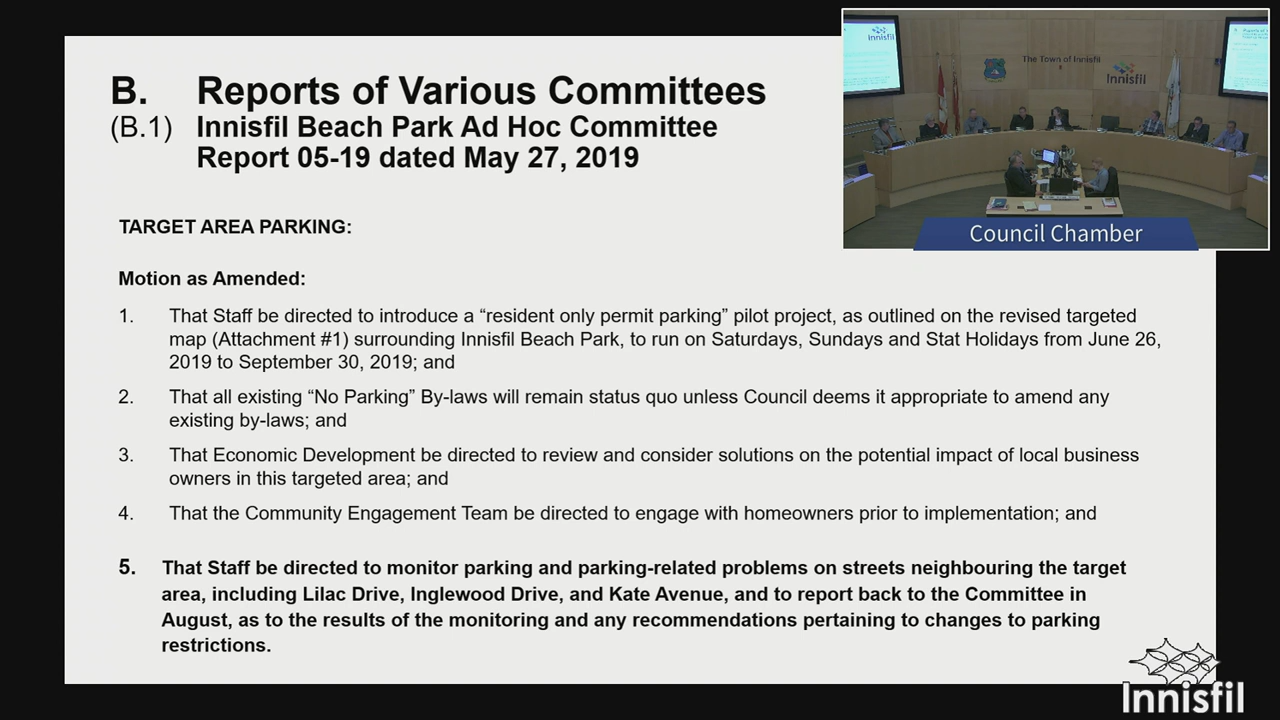 B. Reports of Various Committees
(B.1) Innisfil Beach Park Ad Hoc Committee
Report 05-19 dated May 27, 2019
Innisfil
The Town of Innisfil
Innisfil
Council Chamber
TARGET AREA PARKING:
Motion as Amended:
1. That Staff be directed to introduce a “resident only permit parking” pilot project, as outlined on the revised targeted
map (Attachment #1) surrounding Innisfil Beach Park, to run on Saturdays, Sundays and Stat Holidays from June 26,
2019 to September 30, 2019; and
2. That all existing “No Parking” By-laws will remain status quo unless Council deems it appropriate to amend any
existing by-laws; and
3. That Economic Development be directed to review and consider solutions on the potential impact of local business
owners in this targeted area; and
4. That the Community Engagement Team be directed to engage with homeowners prior to implementation; and
5. That Staff be directed to monitor parking and parking-related problems on streets neighbouring the target
area, including Lilac Drive, Inglewood Drive, and Kate Avenue, and to report back to the Committee in
August, as to the results of the monitoring and any recommendations pertaining to changes to parking
restrictions.
Innisfil